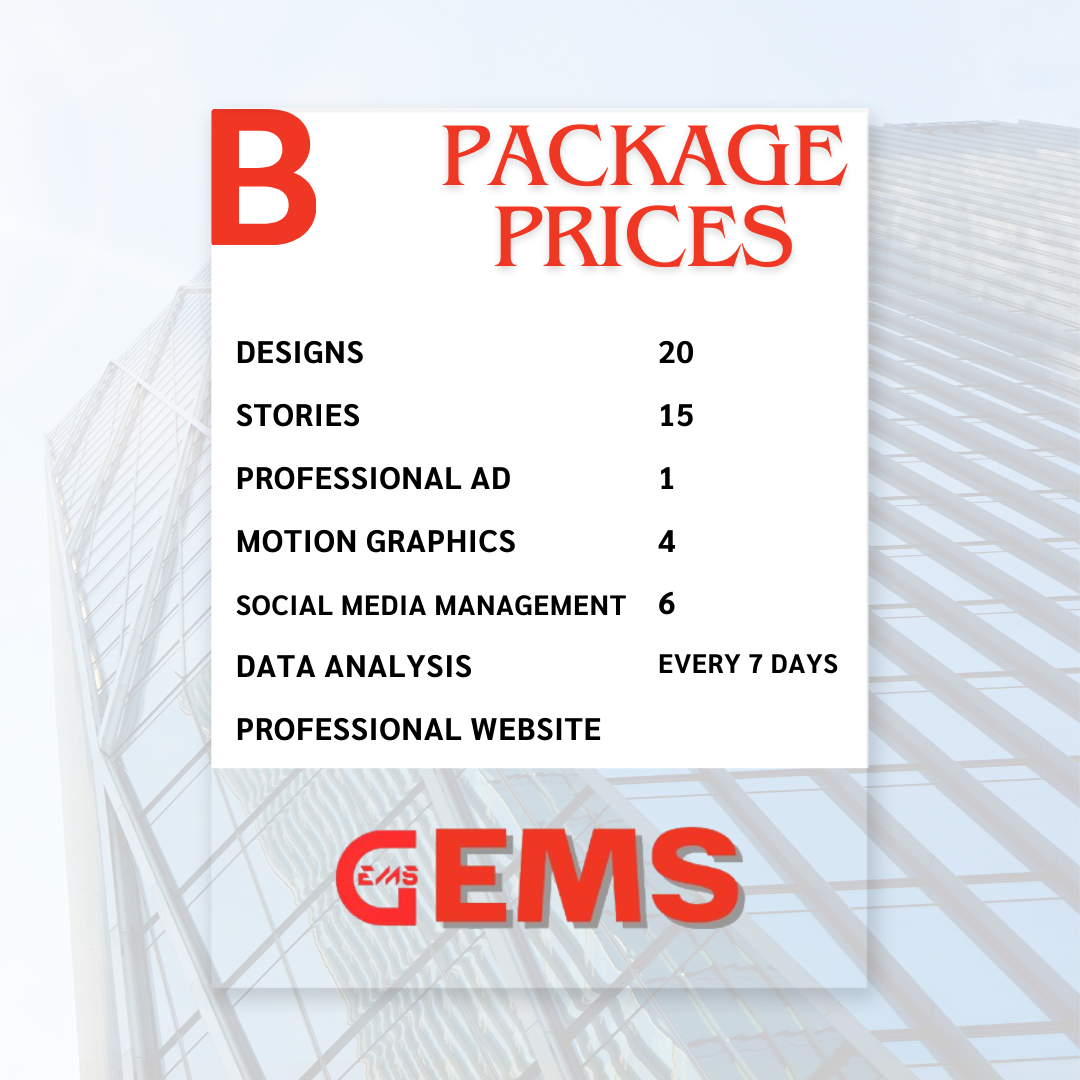 B
PACKAGE
PRICES
DESIGNS 20
STORIES 15
PROFESSIONAL AD 1
MOTION GRAPHICS 4
SOCIAL MEDIA MANAGEMENT 6
DATA ANALYSIS EVERY 7 DAYS
PROFESSIONAL WEBSITE
GEMS
EMS